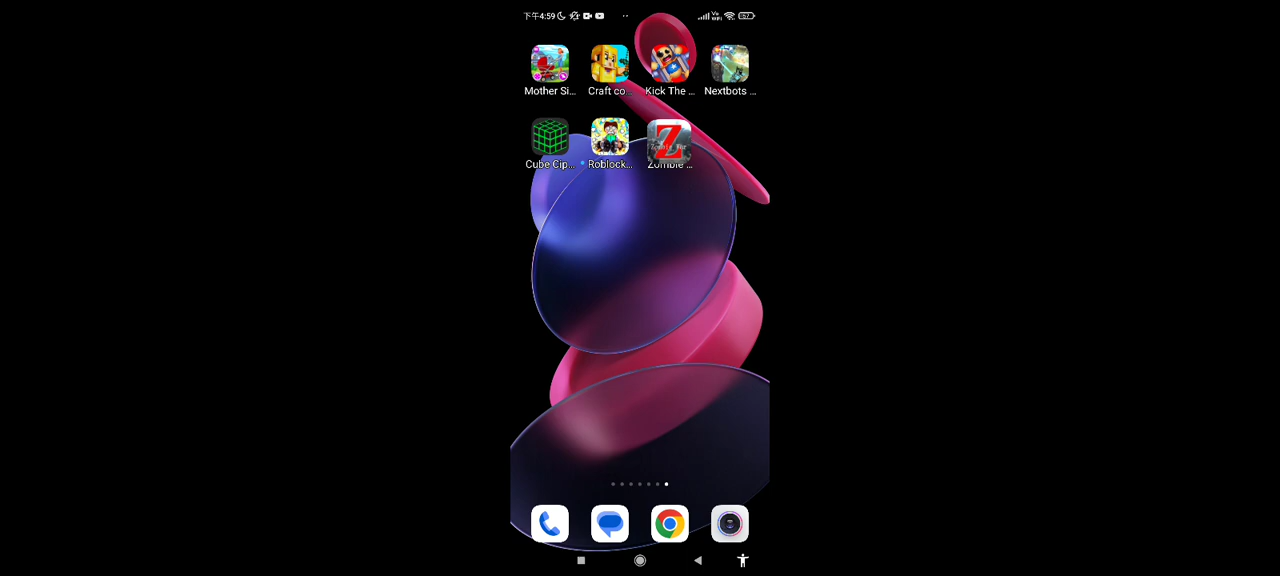 下午4:59
Mother Si... Craft co... Kick The ... Nextbots ...
Cube Cip... Roblock... Zombie ...